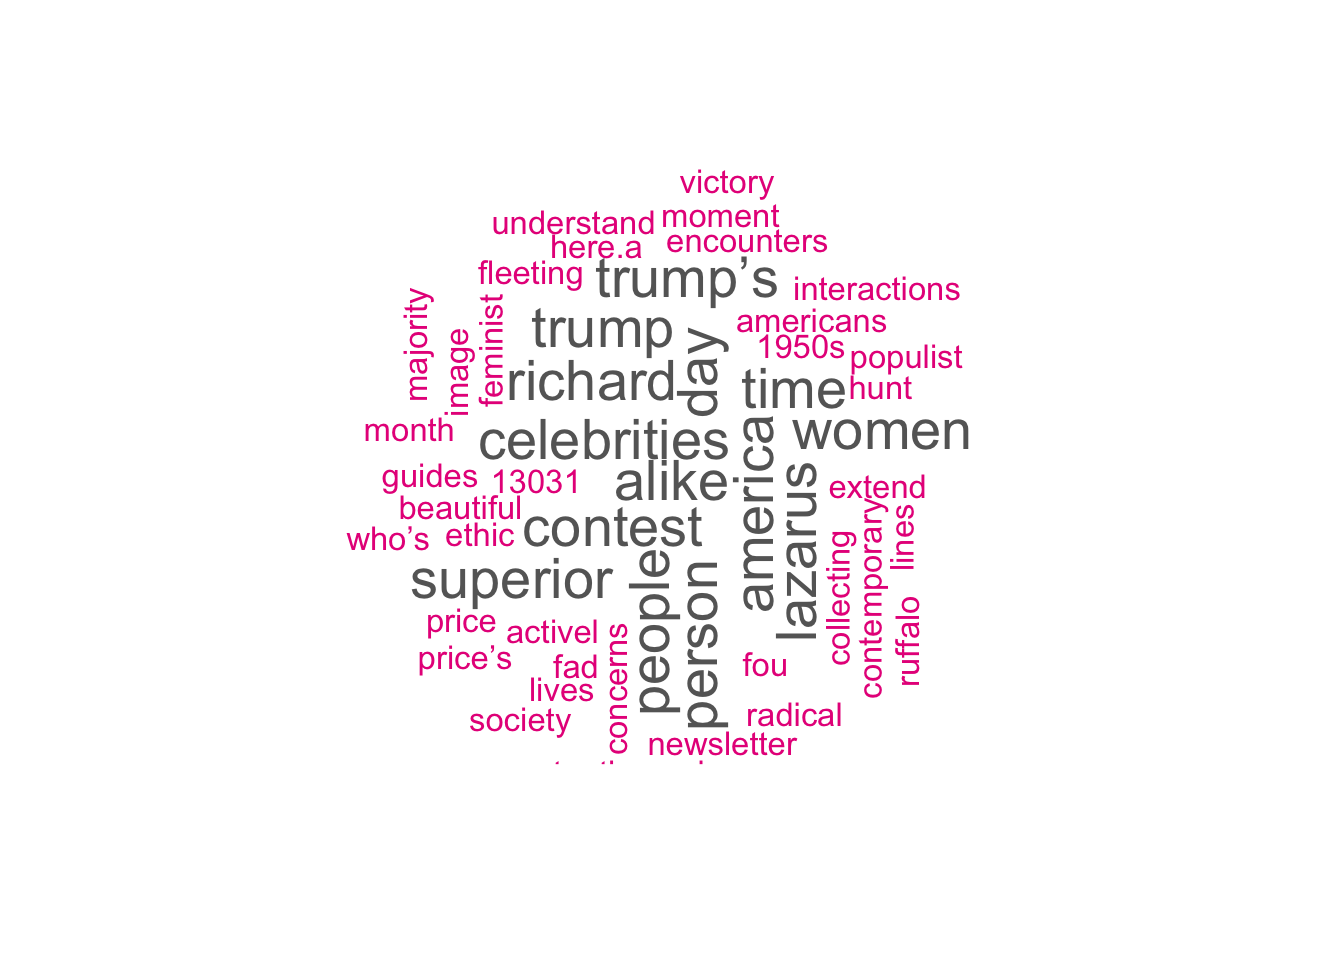 victory
understand
moment
here.a
encounters
fleeting
trump’s
interactions
majority
image
feminist
trump
day
americans
1950s
populist
richard
time
hunt
month
celebrities
america
women
guides
13031
alike
lazarus
extend
beautiful
who’s
ethic
contest
collecting
contemporary
lines
superior
people
person
ruffalo
price
activel
concerns
price’s
fad
fou
lives
society
radical
newsletter